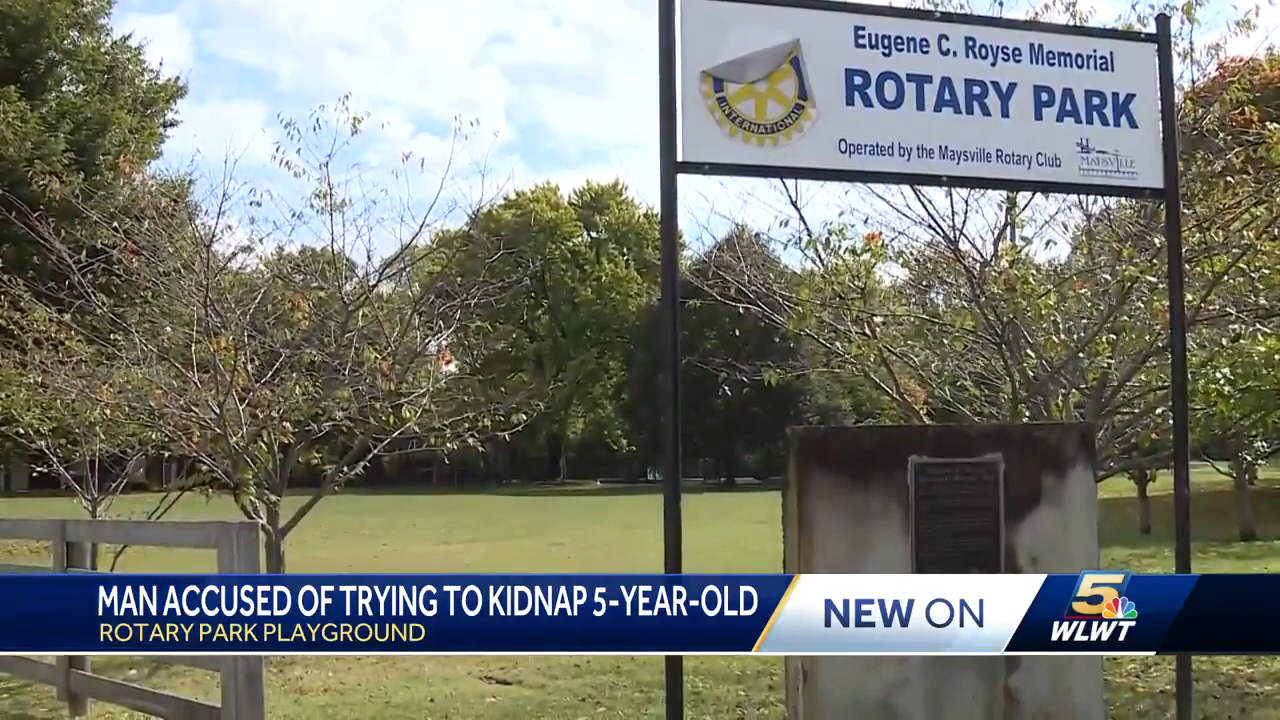 Eugene C. Royse Memorial
ROTARY PARK
INTERNATIONAL
Operated by the Maysville Rotary Club
MAYSVILLE
MAN ACCUSED OF TRYING TO KIDNAP 5-YEAR-OLD
ROTARY PARK PLAYGROUND
NEW ON
5
WLWT